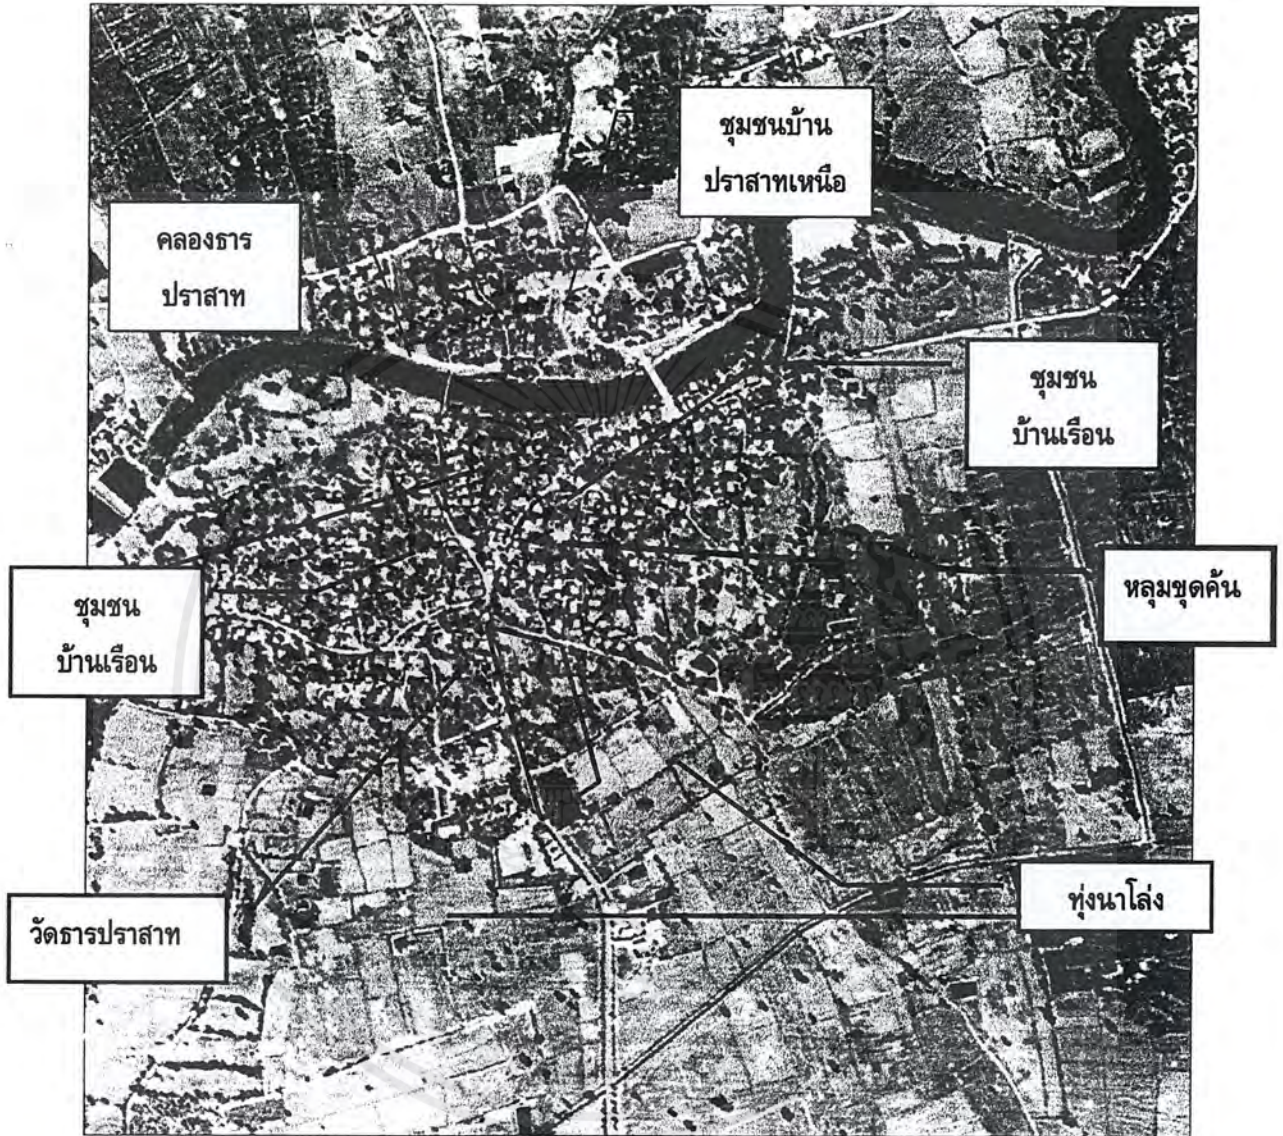 ชุมชนบ้าน
ปราสาทเหนือ
คลองธาร
ปราสาท
ชุมชน
บ้านเรือน
หลุมขุดค้น
ชุมชน
บ้านเรือน
ทุ่งนาโล่ง
วัดธารปราสาท